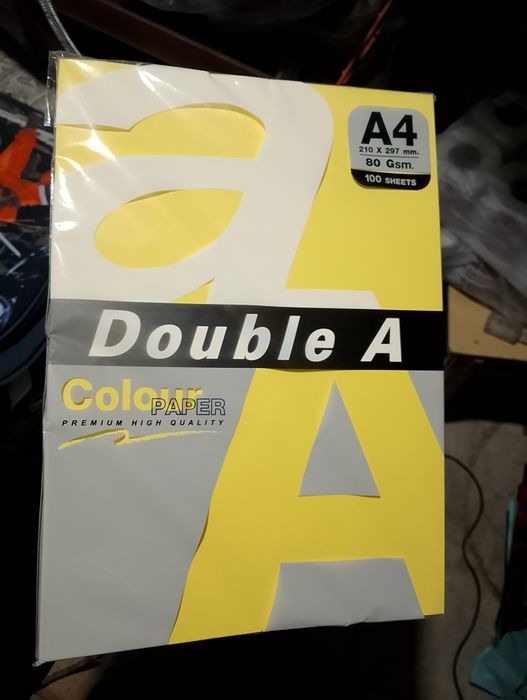 a
A4
210 X 297 mm.
80 Gsm.
100 SHEETS
Double A
Colour
PAPER
PREMIUM HIGH QUALITY
A